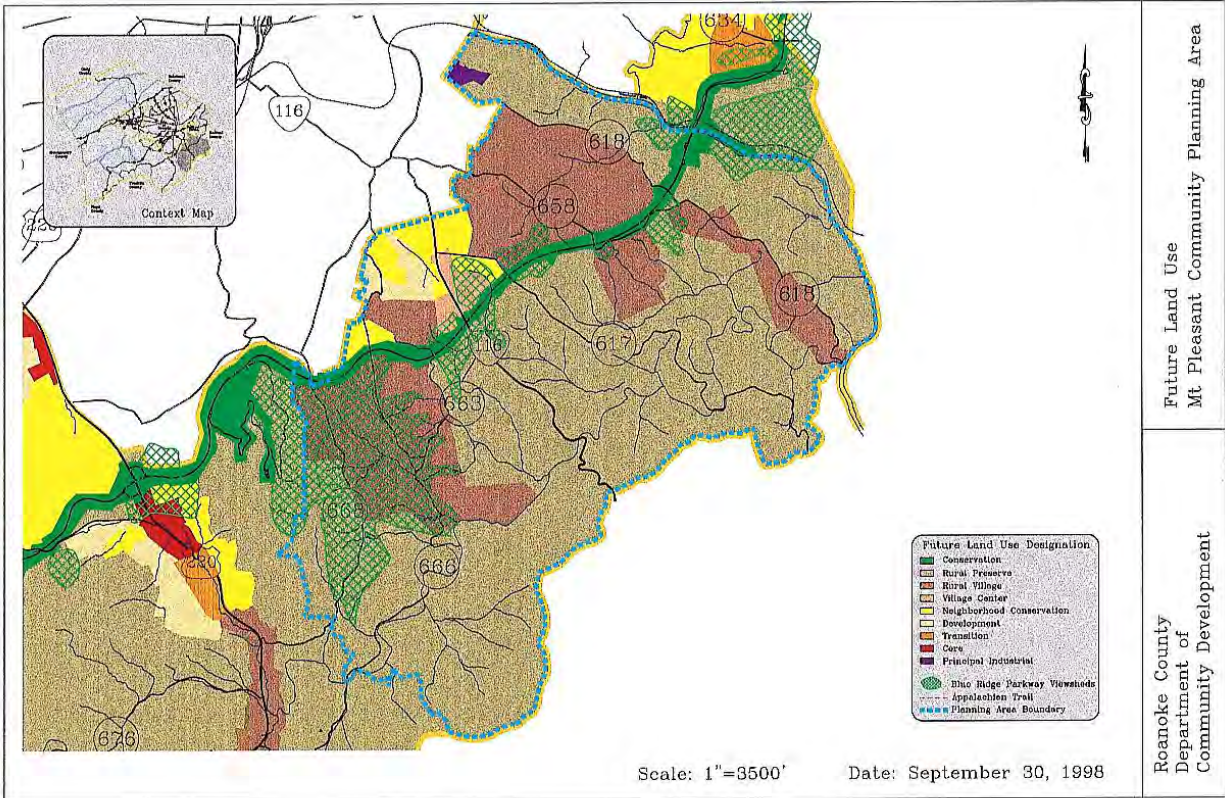 Context Map
116
220
634
618
658
618
617
116
663
668
666
220
676
Future Land Use Designation
Conservation
Rural Preserve
Rural Village
Village Center
Neighborhood Conservation
Development
Transition
Core
Principal Industrial
Blue Ridge Parkway Viewsheds
Appalachian Trail
Planning Area Boundary
Scale: 1"=3500'
Date: September 30, 1998
Future Land Use
Mt Pleasant Community Planning Area
Roanoke County
Department of
Community Development